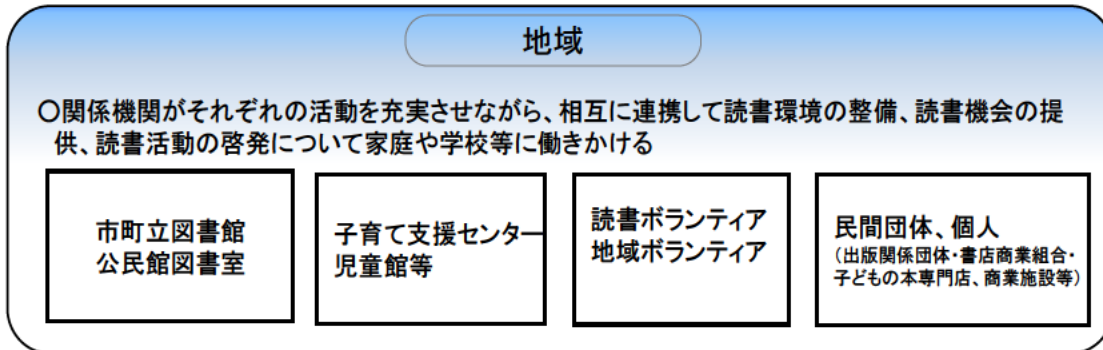 地域
○関係機関がそれぞれの活動を充実させながら、相互に連携して読書環境の整備、読書機会の提
供、読書活動の啓発について家庭や学校等に働きかける
市町立図書館
公民館図書室
子育て支援センター
児童館等
読書ボランティア
地域ボランティア
民間団体、個人
(出版関係団体・書店商業組合・
子どもの本専門店、商業施設等)